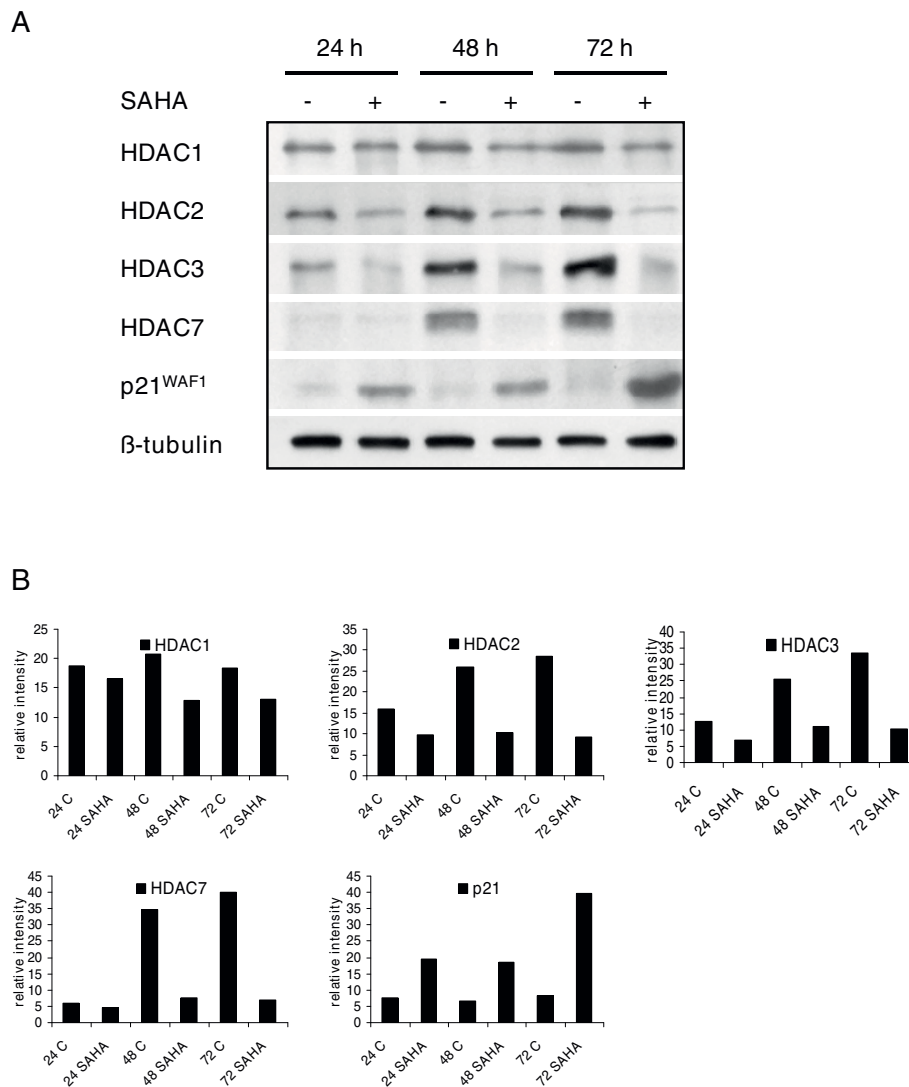 A
24 h 48 h 72 h
SAHA - + - + - +
HDAC1
HDAC2
HDAC3
HDAC7
p21WAF1
ß-tubulin
B
HDAC1
relative intensity
25
20
15
10
5
0
24 C
24 SAHA
48 C
48 SAHA
72 C
72 SAHA
HDAC2
relative intensity
35
30
25
20
15
10
5
0
24 C
24 SAHA
48 C
48 SAHA
72 C
72 SAHA
HDAC3
relative intensity
40
35
30
25
20
15
10
5
0
24 C
24 SAHA
48 C
48 SAHA
72 C
72 SAHA
HDAC7
relative intensity
45
40
35
30
25
20
15
10
5
0
24 C
24 SAHA
48 C
48 SAHA
72 C
72 SAHA
p21
relative intensity
45
40
35
30
25
20
15
10
5
0
24 C
24 SAHA
48 C
48 SAHA
72 C
72 SAHA